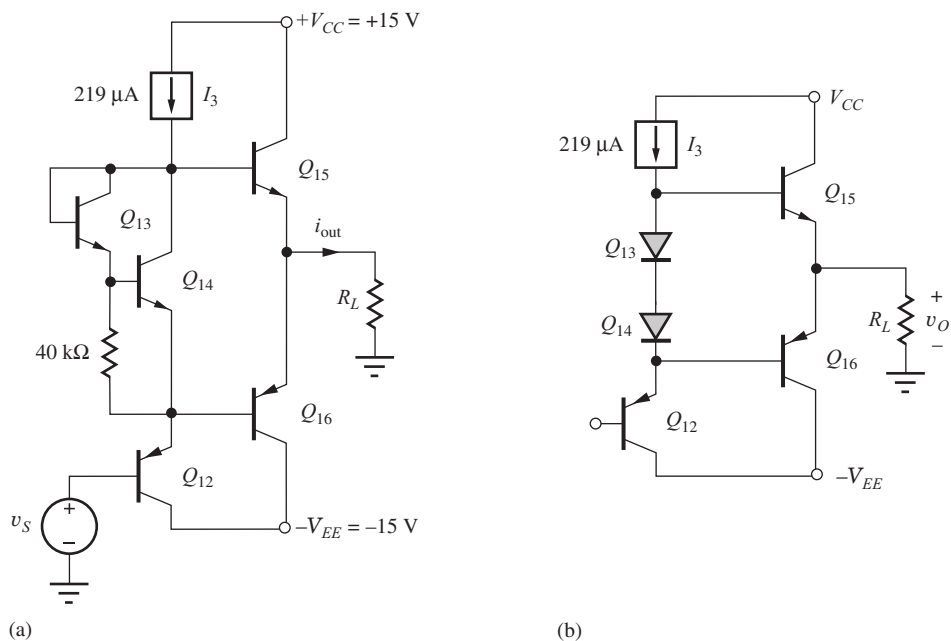 +V_CC = +15 V
219 μA
I_3
Q_15
Q_13
i_out
Q_14
R_L
40 kΩ
Q_16
Q_12
v_S
+
−
−V_EE = −15 V
(a)
V_CC
219 μA
I_3
Q_15
Q_13
Q_14
R_L
+
v_O
−
Q_16
Q_12
−V_EE
(b)